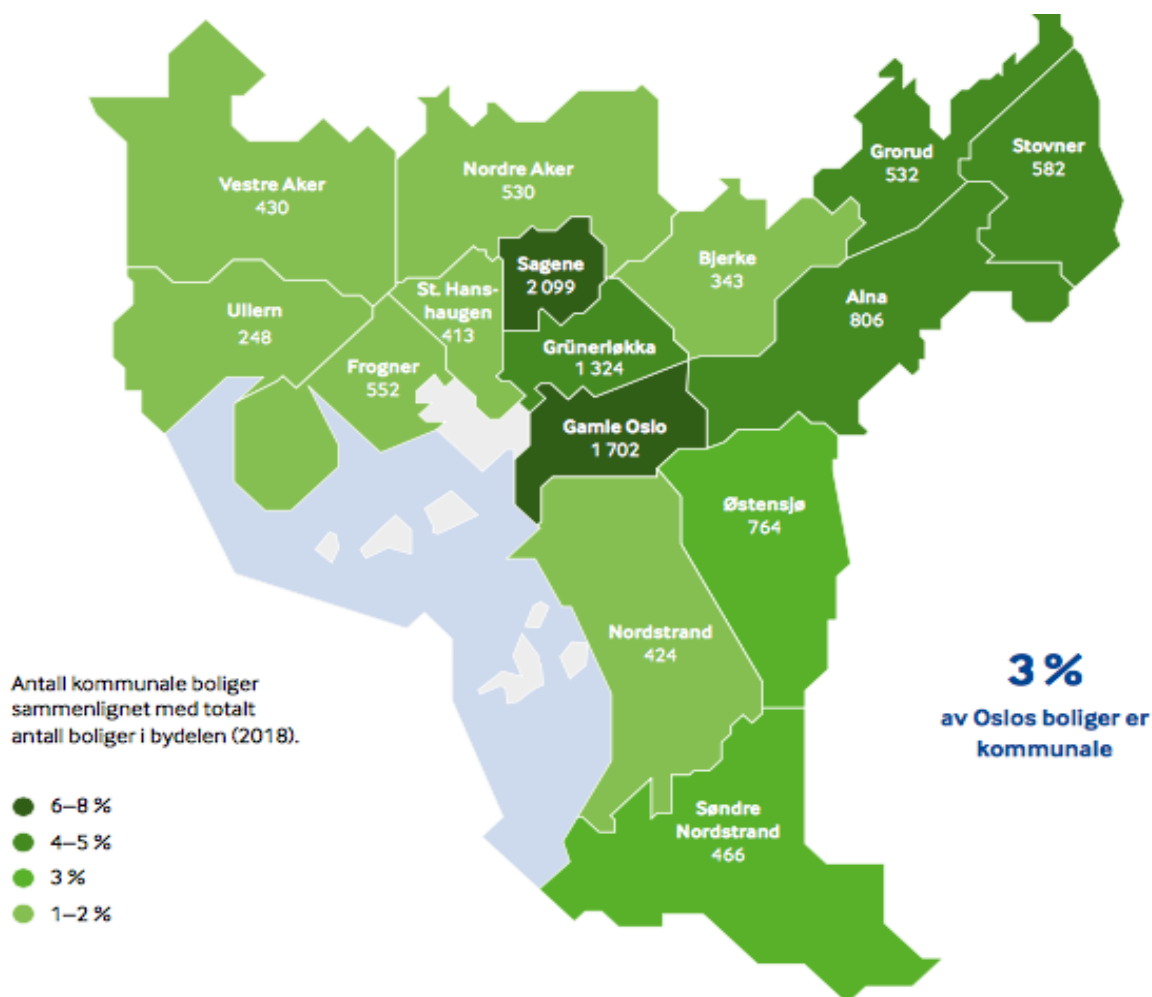 Vestre Aker
430
Nordre Aker
530
Grorud
532
Stovner
582
Sagene
2 099
Bjerke
343
Ullern
248
St. Hans-
haugen
413
Alna
806
Frogner
552
Grünerløkka
1 324
Gamle Oslo
1 702
Østensjø
764
Nordstrand
424
Søndre
Nordstrand
466
Antall kommunale boliger
sammenlignet med totalt
antall boliger i bydelen (2018).
6–8 %
4–5 %
3 %
1–2 %
3 %
av Oslos boliger er
kommunale